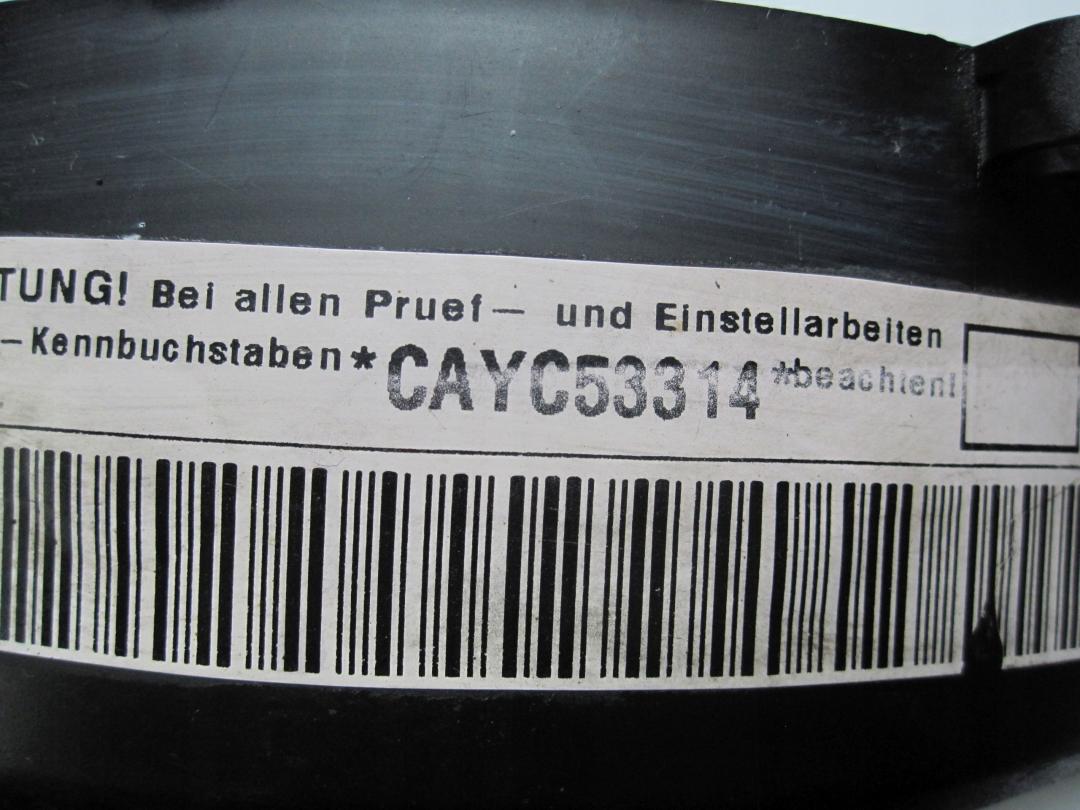 TUNG! Bei allen Pruef— und Einstellarbeiten
—Kennbuchstaben*CAYC53314*beachten!